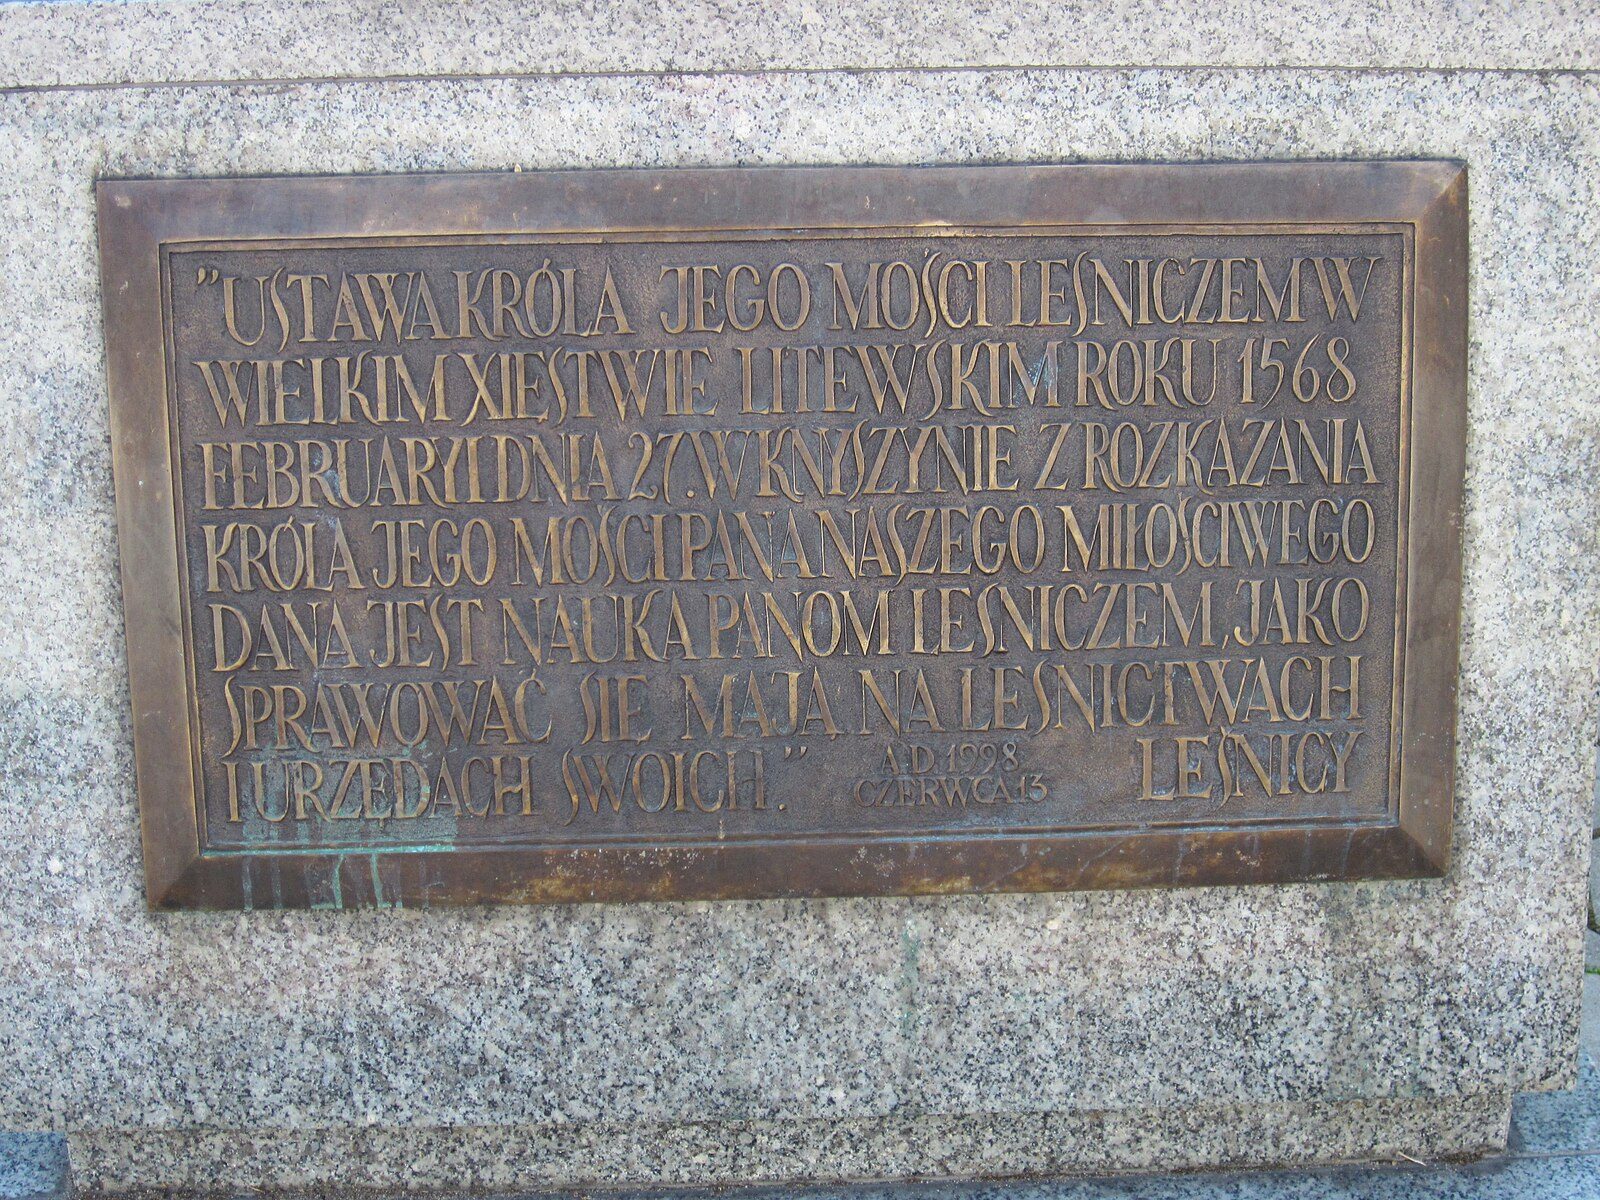 "USTAWA KRÓLA JEGO MOŚCI LEŚNICZEM W
WIELKIM XIĘSTWIE LITEWSKIM ROKU 1568
FEBRUARYI DNIA 27. W KNYSZYNIE Z ROZKAZANIA
KRÓLA JEGO MOŚCI PANA NASZEGO MIŁOŚCIWEGO
DANA JEST NAUKA PANOM LEŚNICZEM, JAKO
SPRAWOWAĆ SIĘ MAJĄ NA LEŚNICTWACH
I URZĘDACH SWOICH." A.D. 1998 LEŚNICY
CZERWCA 13